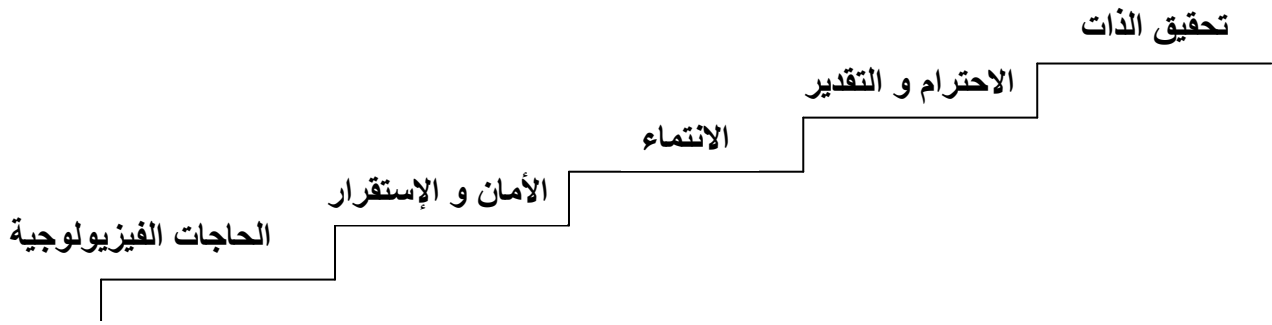 تحقيق الذات
الاحترام و التقدير
الانتماء
الأمان و الإستقرار
الحاجات الفيزيولوجية